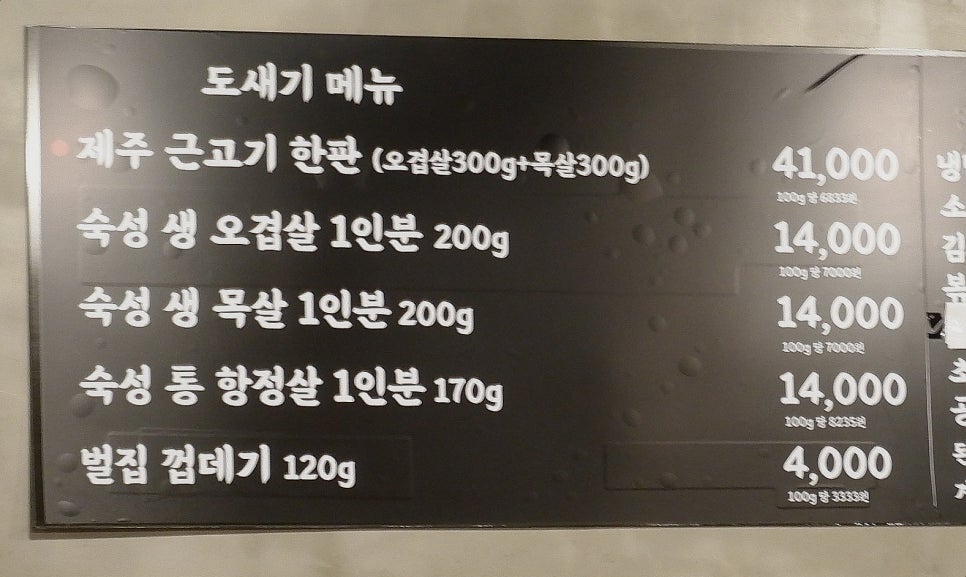 도새기 메뉴
제주 근고기 한판 (오겹살300g+목살300g) 41,000
100g 당 6833원
숙성 생 오겹살 1인분 200g 14,000
100g 당 7000원
숙성 생 목살 1인분 200g 14,000
100g 당 7000원
숙성 통 항정살 1인분 170g 14,000
100g 당 8235원
벌집 껍데기 120g 4,000
100g 당 3333원